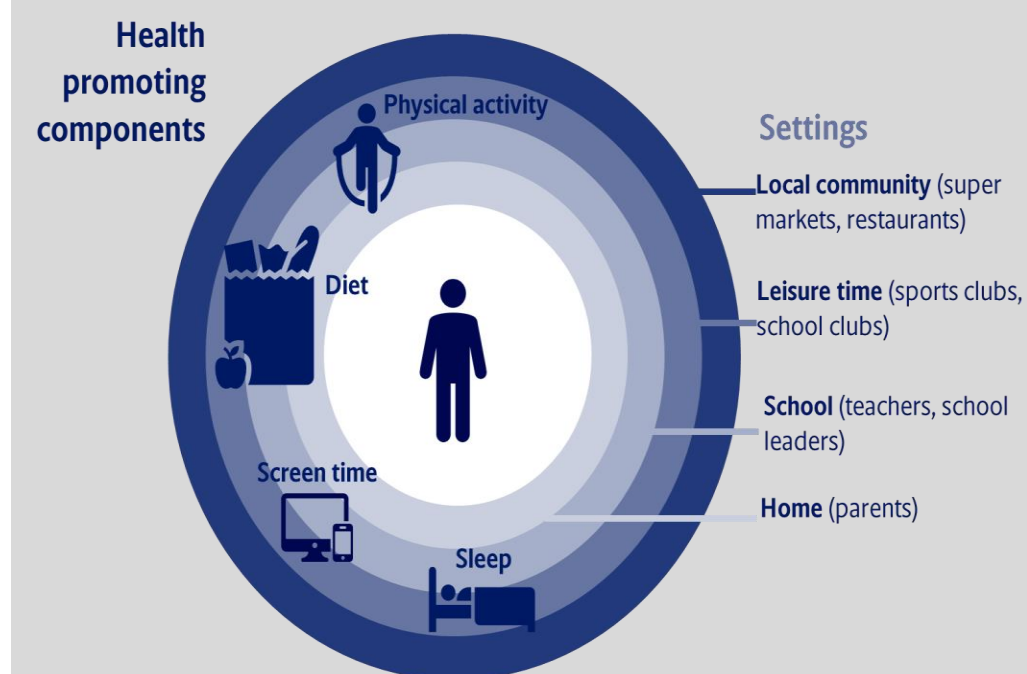 Health
promoting
components
Physical activity
Diet
Screen time
Sleep
Settings
Local community (super
markets, restaurants)
Leisure time (sports clubs,
school clubs)
School (teachers, school
leaders)
Home (parents)